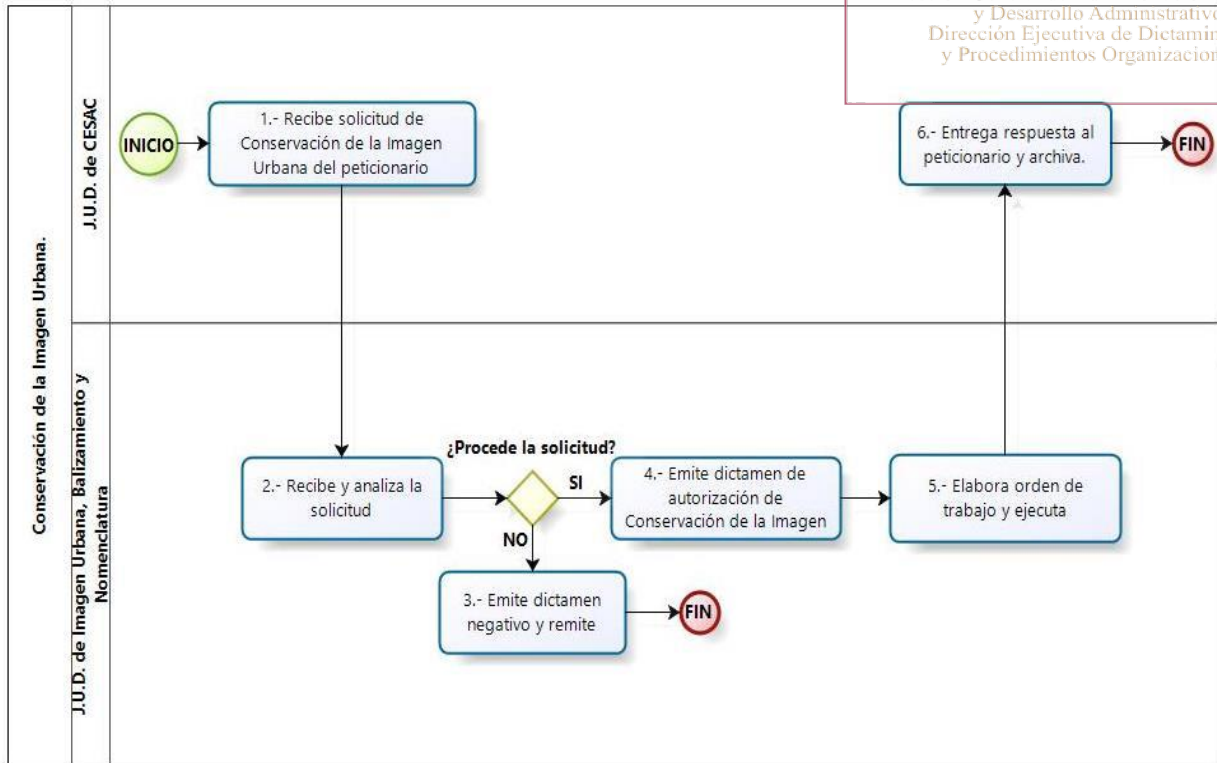 y Desarrollo Administrativo
Dirección Ejecutiva de Dictamin
y Procedimientos Organizacion
Conservación de la Imagen Urbana.
J.U.D. de CESAC
INICIO
1.- Recibe solicitud de
Conservación de la Imagen
Urbana del peticionario
6.- Entrega respuesta al
peticionario y archiva.
FIN
J.U.D. de Imagen Urbana, Balizamiento y
Nomenclatura
2.- Recibe y analiza la
solicitud
¿Procede la solicitud?
SI
NO
4.- Emite dictamen de
autorización de
Conservación de la Imagen
5.- Elabora orden de
trabajo y ejecuta
3.- Emite dictamen
negativo y remite
FIN